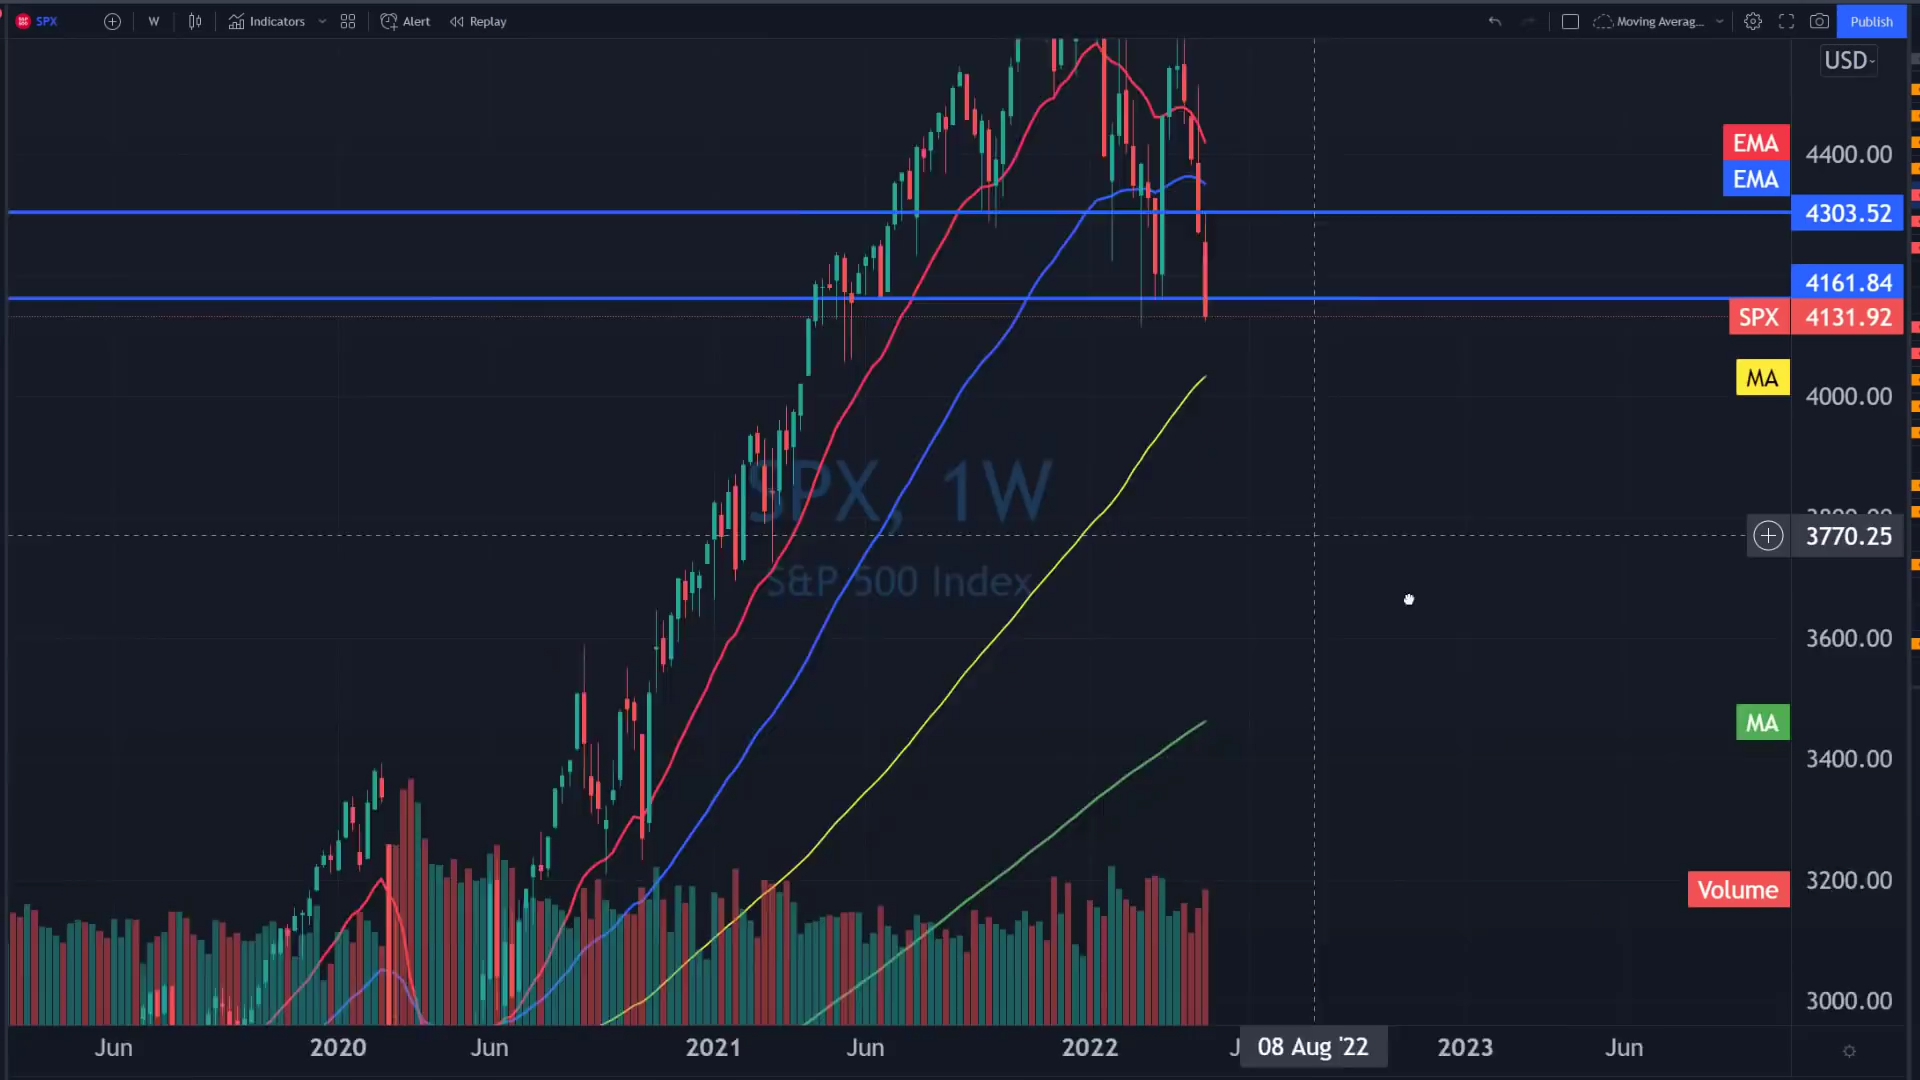 SPX W Indicators Alert Replay Moving Averag... Publish
USD
EMA 4400.00
EMA
4303.52
4161.84
SPX 4131.92
MA
4000.00
SPX, 1W
3770.25
S&P 500 Index
3600.00
MA
3400.00
3200.00
Volume
3000.00
Jun 2020 Jun 2021 Jun 2022 08 Aug '22 2023 Jun